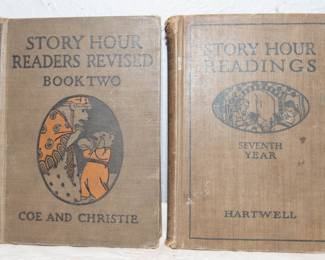 STORY HOUR
READERS REVISED
BOOK TWO
COE AND CHRISTIE
STORY HOUR
READINGS
SEVENTH
YEAR
HARTWELL